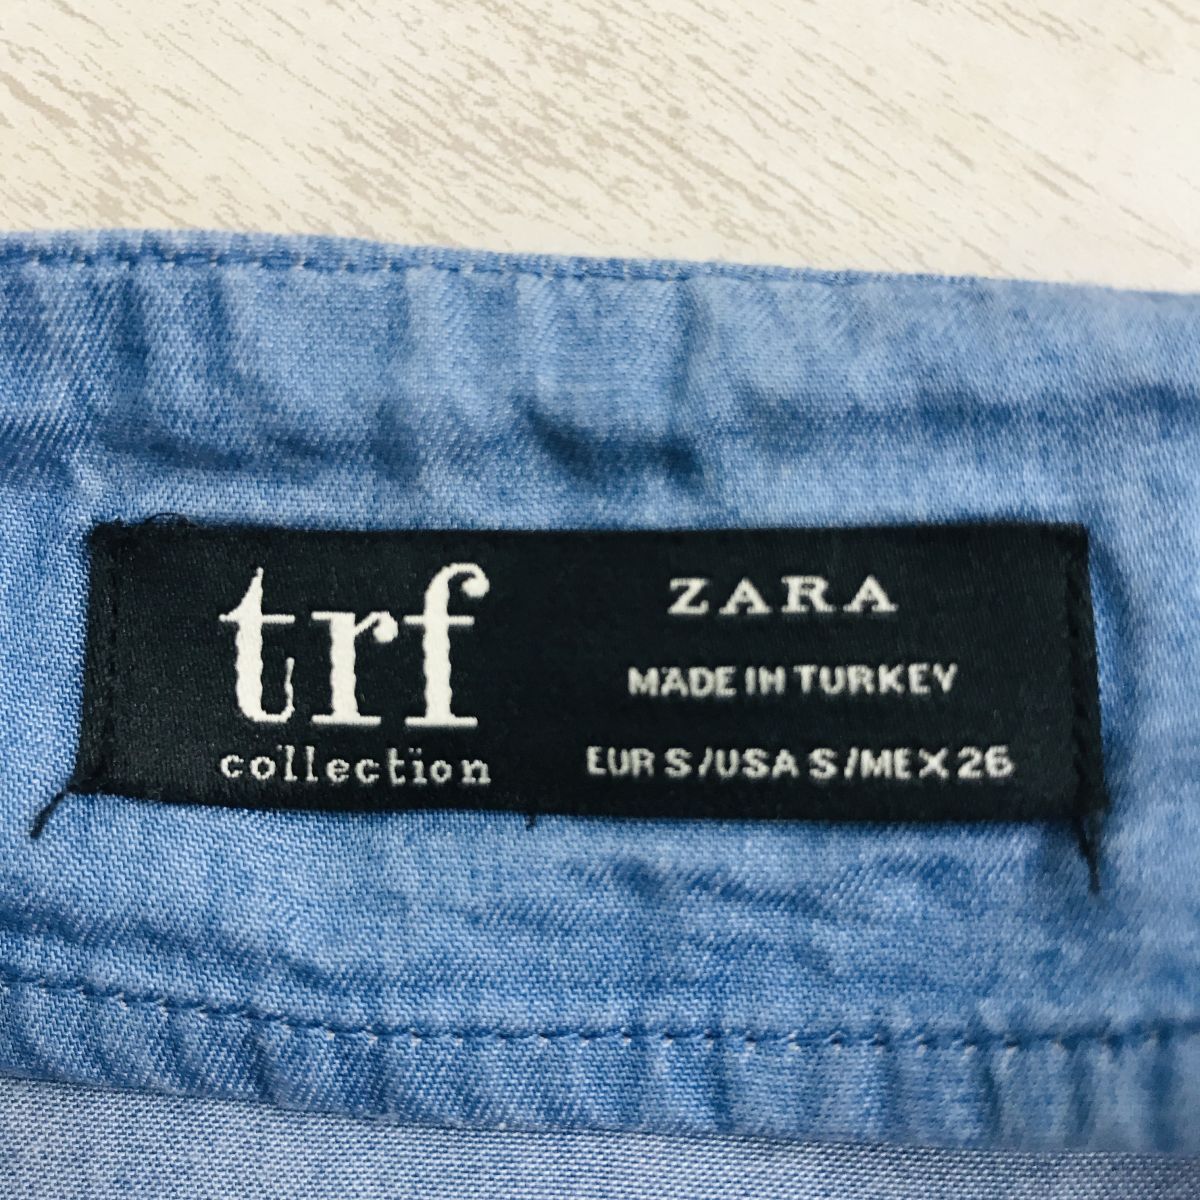 trf
collection
ZARA
MADE IN TURKEY
EUR S/USA S/MEX 26